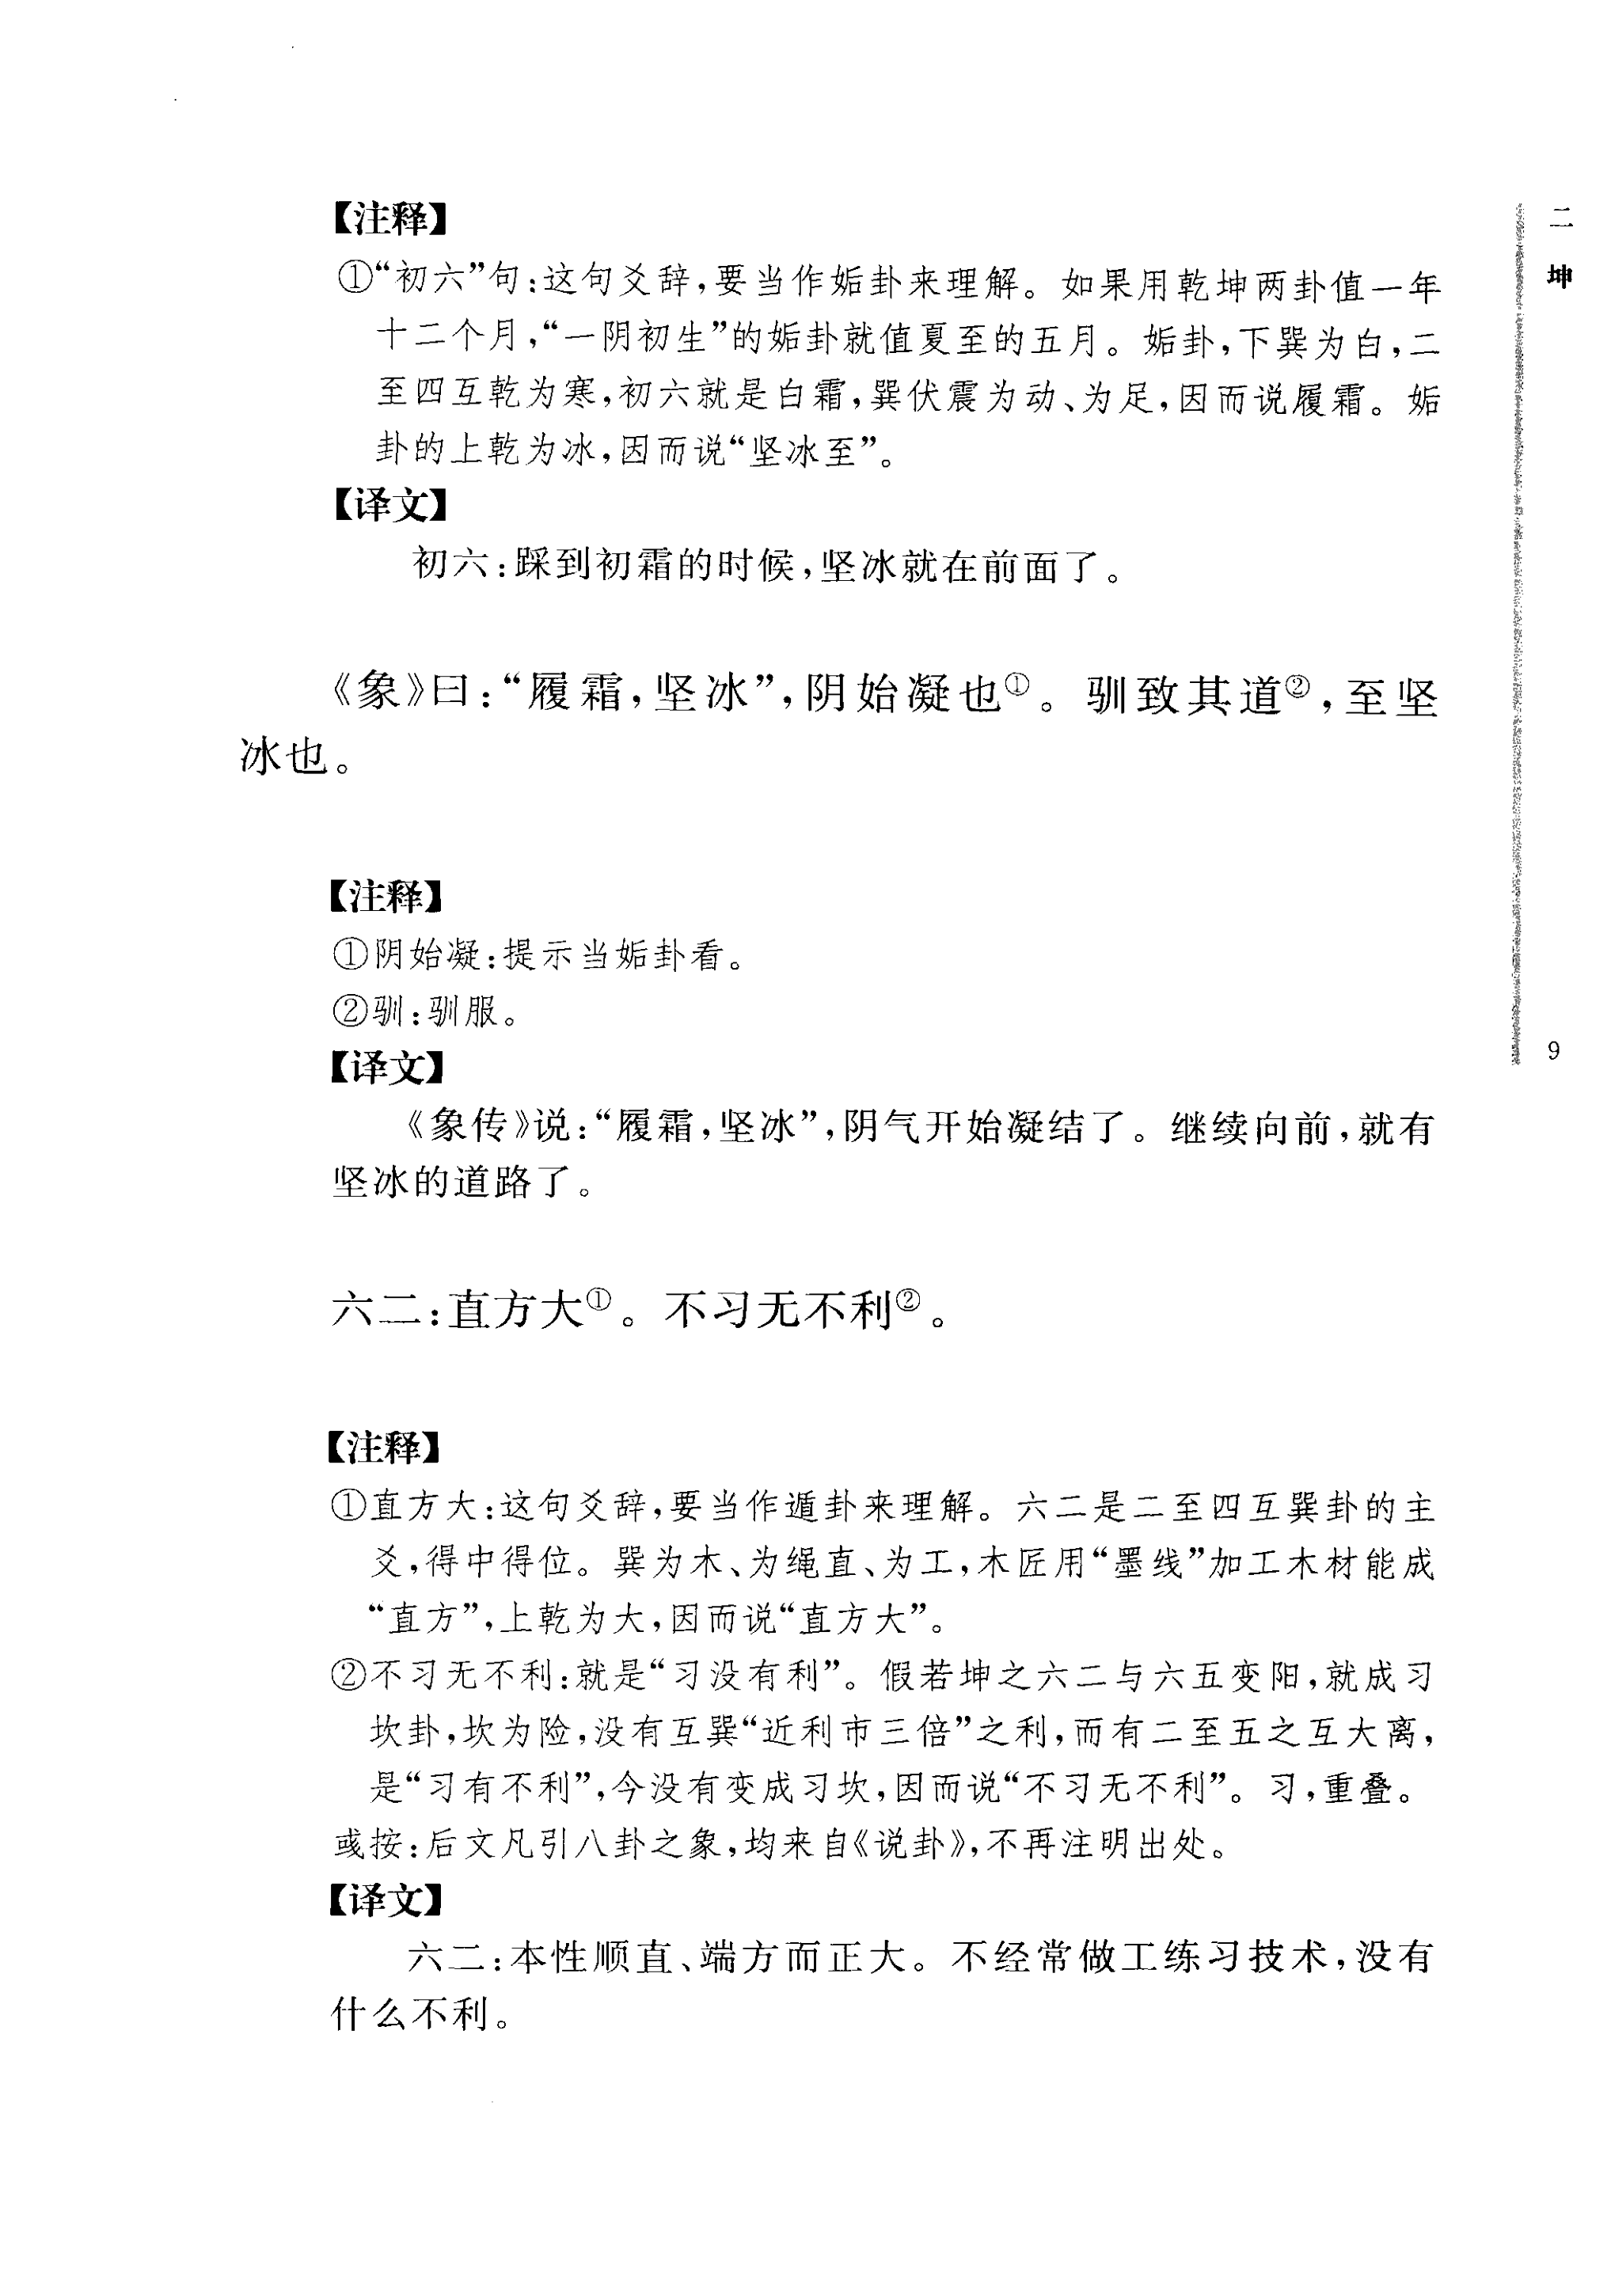 【注释】
①“初六”句:这句爻辞,要当作姤卦来理解。如果用乾坤两卦值一年
十二个月,“一阴初生”的姤卦就值夏至的五月。姤卦,下巽为白,二
至四互乾为寒,初六就是白霜,巽伏震为动、为足,因而说履霜。姤
卦的上乾为冰,因而说“坚冰至”。
【译文】
初六:踩到初霜的时候,坚冰就在前面了。
《象》曰:“履霜,坚冰”,阴始凝也①。驯致其道②,至坚
冰也。
【注释】
①阴始凝:提示当姤卦看。
②驯:驯服。
【译文】
《象传》说:“履霜,坚冰”,阴气开始凝结了。继续向前,就有
坚冰的道路了。
六二:直方大①。不习无不利②。
【注释】
①直方大:这句爻辞,要当作遁卦来理解。六二是二至四互巽卦的主
爻,得中得位。巽为木、为绳直、为工,木匠用“墨线”加工木材能成
“直方”,上乾为大,因而说“直方大”。
②不习无不利:就是“习没有利”。假若坤之六二与六五变阳,就成习
坎卦,坎为险,没有互巽“近利市三倍”之利,而有二至五之互大离,
是“习有不利”,今没有变成习坎,因而说“不习无不利”。习,重叠。
彧按:后文凡引八卦之象,均来自《说卦》,不再注明出处。
【译文】
六二:本性顺直、端方而正大。不经常做工练习技术,没有
什么不利。
二
坤
9